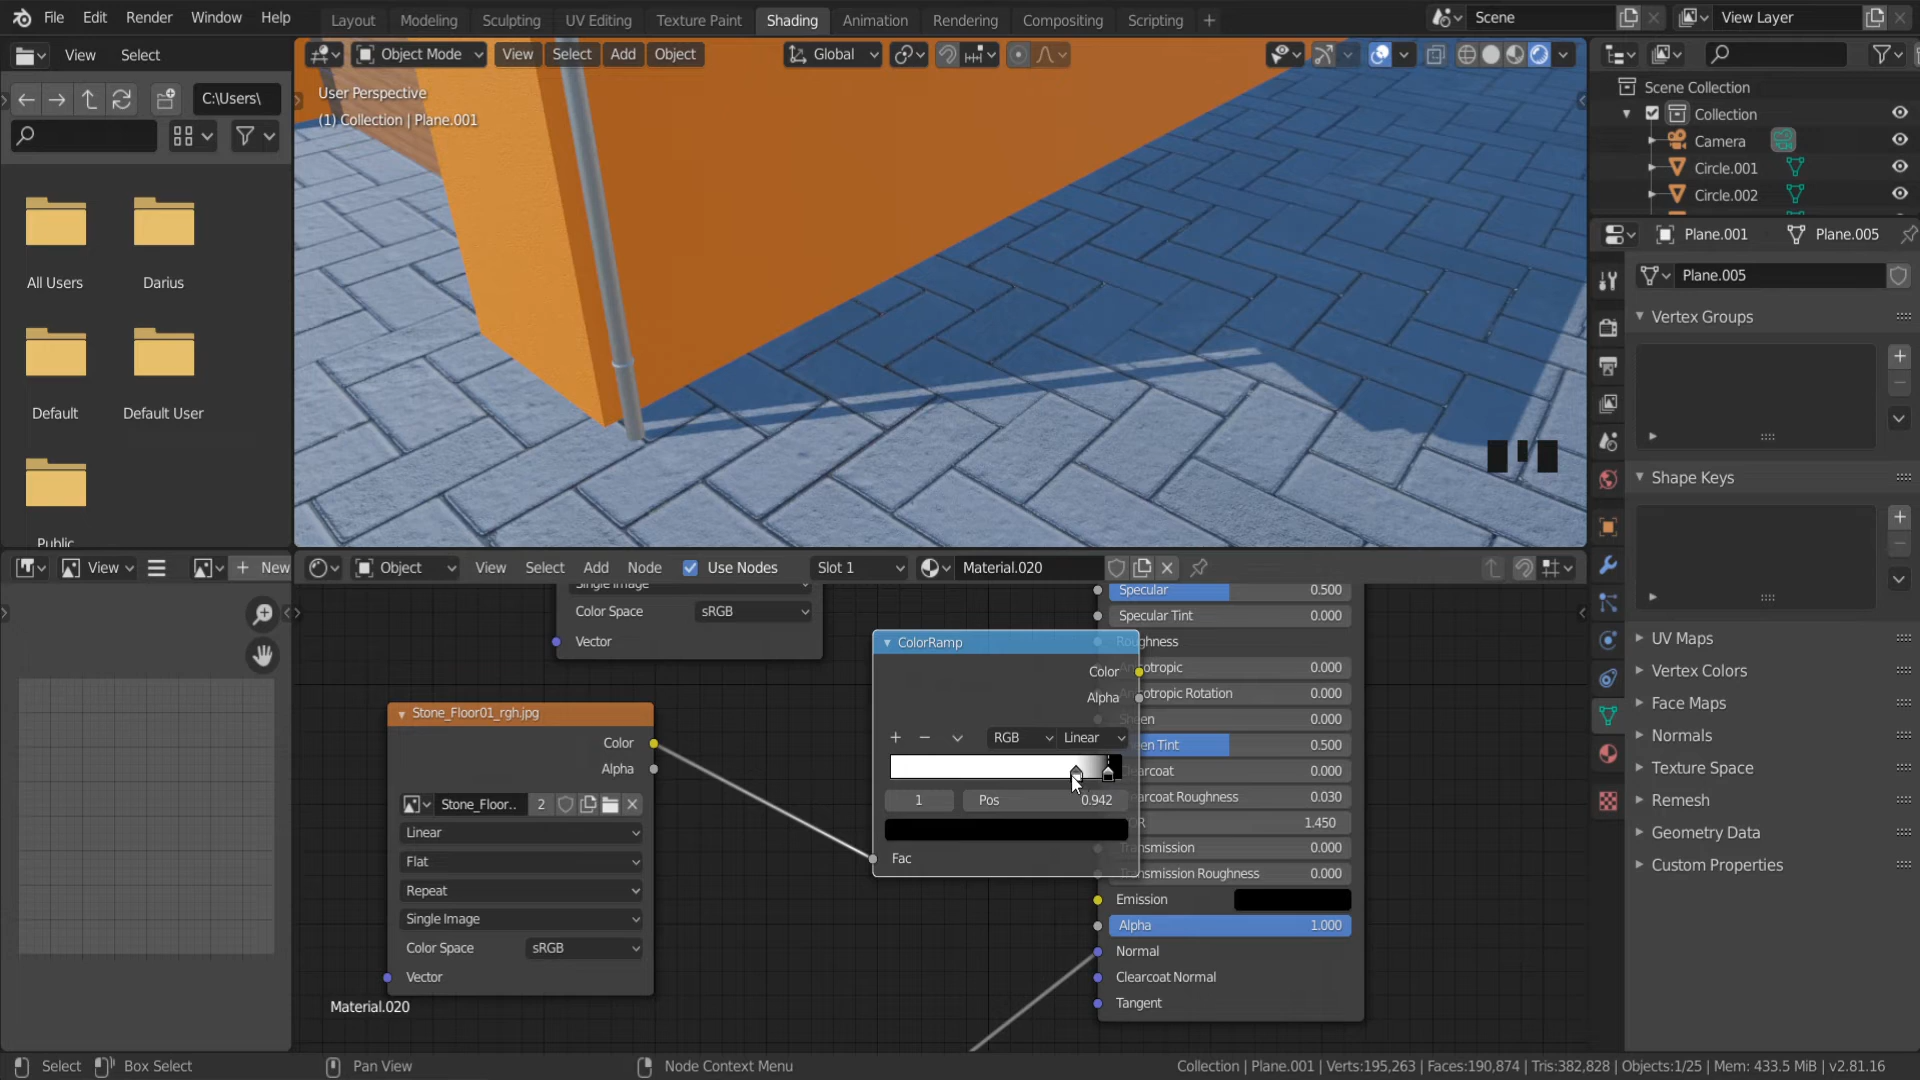 File Edit Render Window Help
Layout Modeling Sculpting UV Editing Texture Paint Shading Animation Rendering Compositing Scripting +
Scene
View Layer
View Select
Object Mode View Select Add Object
Global
C:\Users\
User Perspective
(1) Collection | Plane.001
All Users
Darius
Default
Default User
Public
Scene Collection
Collection
Camera
Circle.001
Circle.002
Plane.001 Plane.005
Plane.005
Vertex Groups
Shape Keys
UV Maps
Vertex Colors
Face Maps
Normals
Texture Space
Remesh
Geometry Data
Custom Properties
View
+ New
Object View Select Add Node Use Nodes Slot 1 Material.020
Single Image
Color Space sRGB
Vector
Stone_Floor01_rgh.jpg
Color
Alpha
Stone_Floor.. 2
Linear
Flat
Repeat
Single Image
Color Space sRGB
Vector
Material.020
ColorRamp
Color
Alpha
+ − RGB Linear
1 Pos 0.942
Fac
Specular 0.500
Specular Tint 0.000
Roughness
0.000
0.000
Sheen 0.000
0.500
0.000
0.030
1.450
Transmission 0.000
Transmission Roughness 0.000
Emission
Alpha 1.000
Normal
Clearcoat Normal
Tangent
Select Box Select Pan View Node Context Menu
Collection | Plane.001 | Verts:195,263 | Faces:190,874 | Tris:382,828 | Objects:1/25 | Mem: 433.5 MiB | v2.81.16